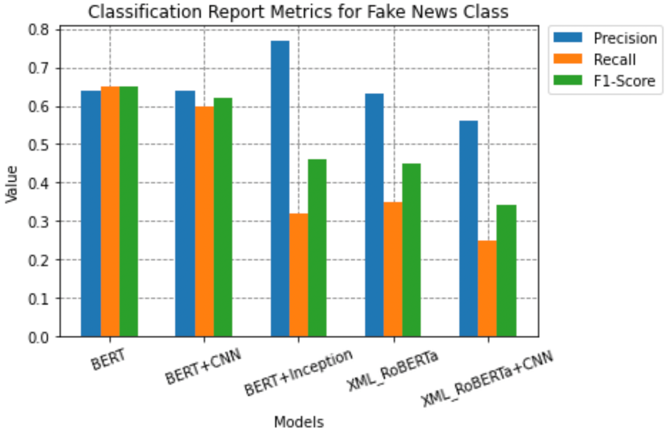 Classification Report Metrics for Fake News Class
Precision
Recall
F1-Score
0.8
0.7
0.6
0.5
0.4
0.3
0.2
0.1
0.0
Value
BERT
BERT+CNN
BERT+Inception
XML_RoBERTa
XML_RoBERTa+CNN
Models